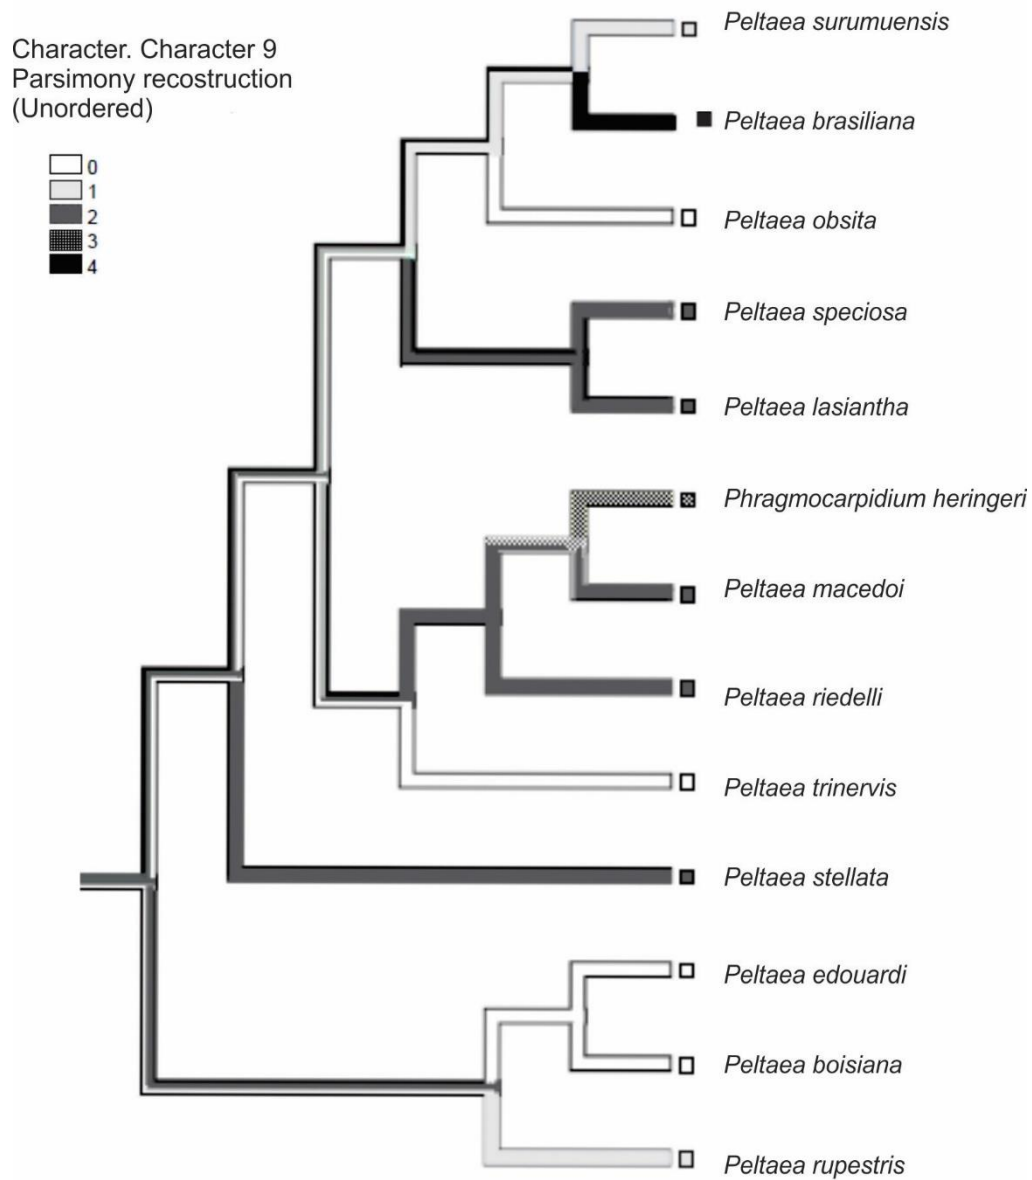 Character. Character 9
Parsimony recostruction
(Unordered)
0
1
2
3
4
Peltaea surumuensis
Peltaea brasiliana
Peltaea obsita
Peltaea speciosa
Peltaea lasiantha
Phragmocarpidium heringeri
Peltaea macedoi
Peltaea riedelli
Peltaea trinervis
Peltaea stellata
Peltaea edouardi
Peltaea boisiana
Peltaea rupestris